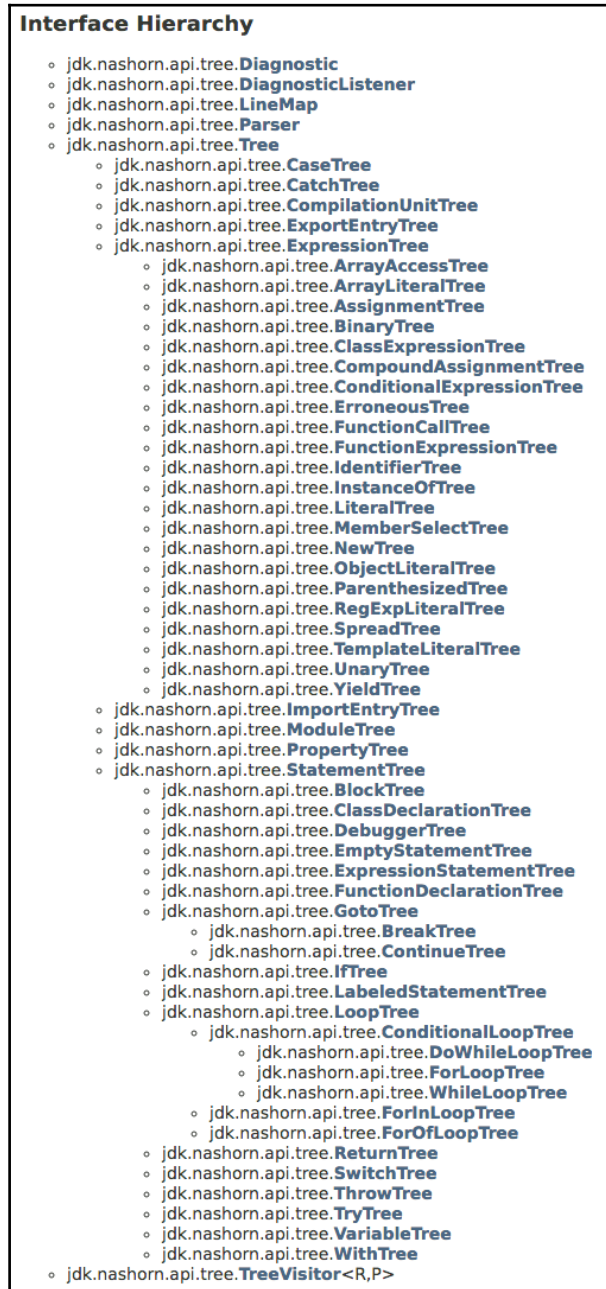 Interface Hierarchy
jdk.nashorn.api.tree.Diagnostic
jdk.nashorn.api.tree.DiagnosticListener
jdk.nashorn.api.tree.LineMap
jdk.nashorn.api.tree.Parser
jdk.nashorn.api.tree.Tree
jdk.nashorn.api.tree.CaseTree
jdk.nashorn.api.tree.CatchTree
jdk.nashorn.api.tree.CompilationUnitTree
jdk.nashorn.api.tree.ExportEntryTree
jdk.nashorn.api.tree.ExpressionTree
jdk.nashorn.api.tree.ArrayAccessTree
jdk.nashorn.api.tree.ArrayLiteralTree
jdk.nashorn.api.tree.AssignmentTree
jdk.nashorn.api.tree.BinaryTree
jdk.nashorn.api.tree.ClassExpressionTree
jdk.nashorn.api.tree.CompoundAssignmentTree
jdk.nashorn.api.tree.ConditionalExpressionTree
jdk.nashorn.api.tree.ErroneousTree
jdk.nashorn.api.tree.FunctionCallTree
jdk.nashorn.api.tree.FunctionExpressionTree
jdk.nashorn.api.tree.IdentifierTree
jdk.nashorn.api.tree.InstanceOfTree
jdk.nashorn.api.tree.LiteralTree
jdk.nashorn.api.tree.MemberSelectTree
jdk.nashorn.api.tree.NewTree
jdk.nashorn.api.tree.ObjectLiteralTree
jdk.nashorn.api.tree.ParenthesizedTree
jdk.nashorn.api.tree.RegExpLiteralTree
jdk.nashorn.api.tree.SpreadTree
jdk.nashorn.api.tree.TemplateLiteralTree
jdk.nashorn.api.tree.UnaryTree
jdk.nashorn.api.tree.YieldTree
jdk.nashorn.api.tree.ImportEntryTree
jdk.nashorn.api.tree.ModuleTree
jdk.nashorn.api.tree.PropertyTree
jdk.nashorn.api.tree.StatementTree
jdk.nashorn.api.tree.BlockTree
jdk.nashorn.api.tree.ClassDeclarationTree
jdk.nashorn.api.tree.DebuggerTree
jdk.nashorn.api.tree.EmptyStatementTree
jdk.nashorn.api.tree.ExpressionStatementTree
jdk.nashorn.api.tree.FunctionDeclarationTree
jdk.nashorn.api.tree.GotoTree
jdk.nashorn.api.tree.BreakTree
jdk.nashorn.api.tree.ContinueTree
jdk.nashorn.api.tree.IfTree
jdk.nashorn.api.tree.LabeledStatementTree
jdk.nashorn.api.tree.LoopTree
jdk.nashorn.api.tree.ConditionalLoopTree
jdk.nashorn.api.tree.DoWhileLoopTree
jdk.nashorn.api.tree.ForLoopTree
jdk.nashorn.api.tree.WhileLoopTree
jdk.nashorn.api.tree.ForInLoopTree
jdk.nashorn.api.tree.ForOfLoopTree
jdk.nashorn.api.tree.ReturnTree
jdk.nashorn.api.tree.SwitchTree
jdk.nashorn.api.tree.ThrowTree
jdk.nashorn.api.tree.TryTree
jdk.nashorn.api.tree.VariableTree
jdk.nashorn.api.tree.WithTree
jdk.nashorn.api.tree.TreeVisitor<R,P>